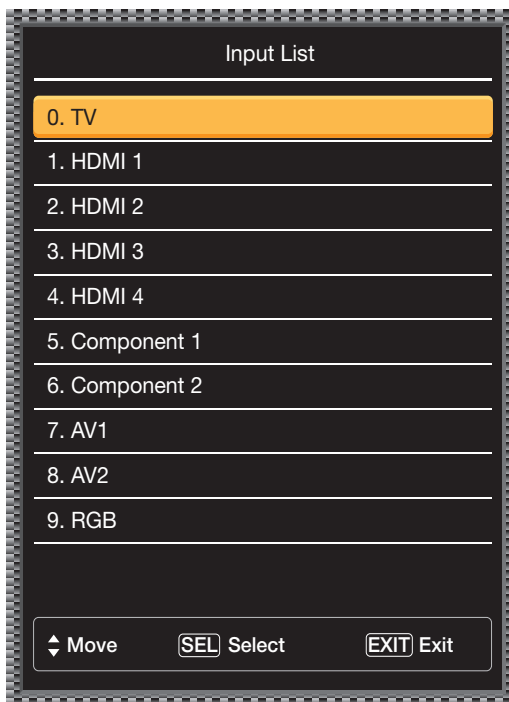 Input List
0. TV
1. HDMI 1
2. HDMI 2
3. HDMI 3
4. HDMI 4
5. Component 1
6. Component 2
7. AV1
8. AV2
9. RGB
Move SEL Select EXIT Exit